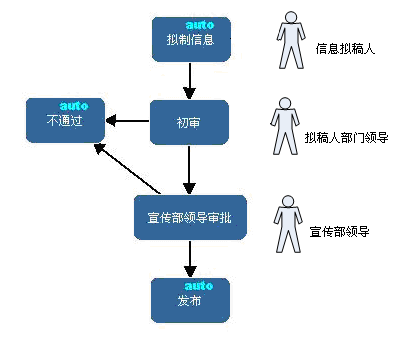 auto
拟制信息
信息拟稿人
auto
不通过
初审
拟稿人部门领导
宣传部领导审批
宣传部领导
auto
发布